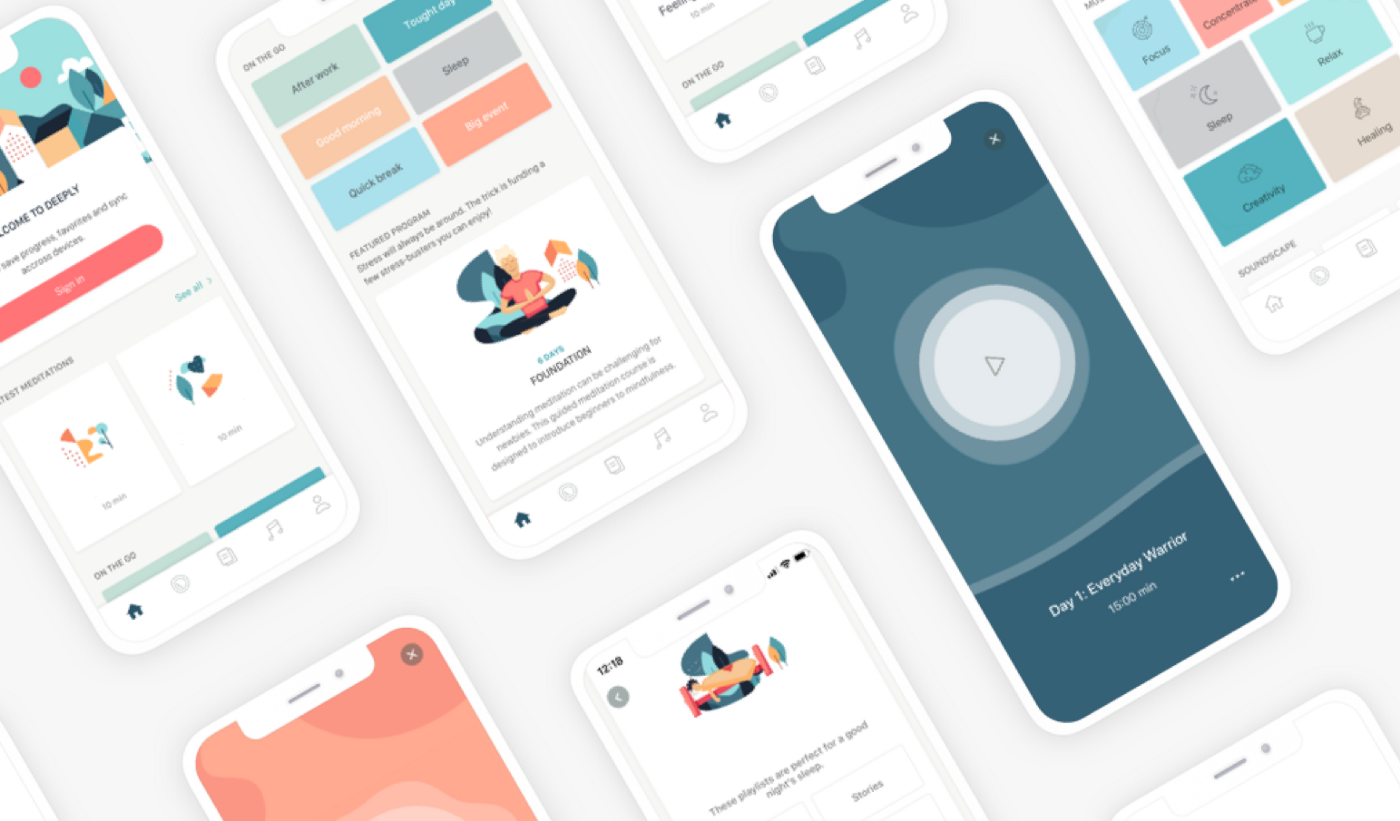 LCOME TO DEEPLY
save progress, favorites and sync
accross devices.
Sign in
See all
TEST MEDITATIONS
10 min
10 min
ON THE GO
ON THE GO
Tought day
After work
Sleep
Good morning
Big event
Quick break
FEATURED PROGRAM
Stress will always be around. The trick is funding a
few stress-busters you can enjoy!
6 DAYS
FOUNDATION
Understanding meditation can be challenging for
newbies. This guided meditation course is
designed to introduce beginners to mindfulness.
Feeling
10 min
ON THE GO
Day 1: Everyday Warrior
15:00 min
12:18
These playlists are perfect for a good
night's sleep.
Stories
Focus
Concentrate
Sleep
Relax
Creativity
Healing
SOUNDSCAPE